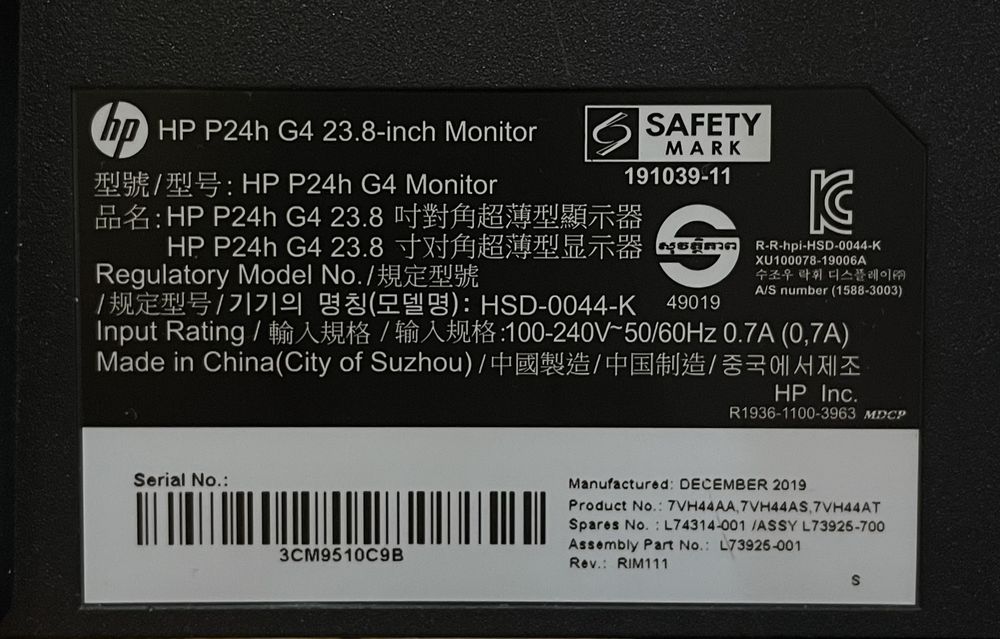 hp HP P24h G4 23.8-inch Monitor
SAFETY
MARK
191039-11
型號/型号: HP P24h G4 Monitor
品名: HP P24h G4 23.8 吋對角超薄型顯示器
HP P24h G4 23.8 寸对角超薄型显示器
Regulatory Model No./規定型號
/规定型号/기기의 명칭(모델명): HSD-0044-K
49019
R-R-hpi-HSD-0044-K
XU100078-19006A
수조우 락휘 디스플레이㈜
A/S number (1588-3003)
Input Rating / 輸入規格 / 输入规格:100-240V~50/60Hz 0.7A (0,7A)
Made in China(City of Suzhou)/中國製造/中国制造/중국에서제조
HP Inc.
R1936-1100-3963 MDCP
Serial No.:
3CM9510C9B
Manufactured: DECEMBER 2019
Product No.: 7VH44AA,7VH44AS,7VH44AT
Spares No. : L74314-001 /ASSY L73925-700
Assembly Part No.: L73925-001
Rev.: RIM111
S